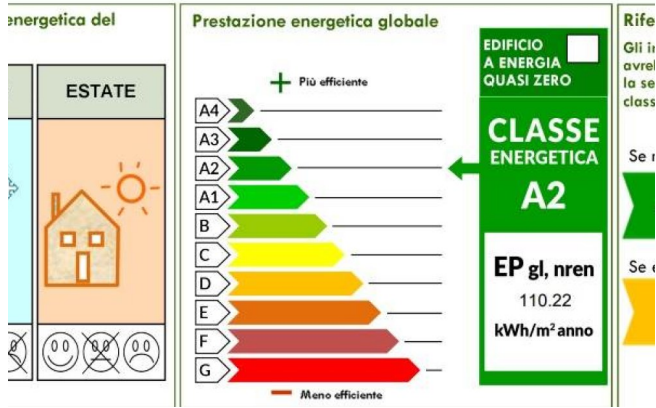 energetica del
ESTATE
Prestazione energetica globale
Più efficiente
A4
A3
A2
A1
B
C
D
E
F
G
Meno efficiente
EDIFICIO
A ENERGIA
QUASI ZERO
CLASSE
ENERGETICA
A2
EP gl, nren
110.22
kWh/m² anno
Rife
Gli in
avre
la se
class
Se
Se